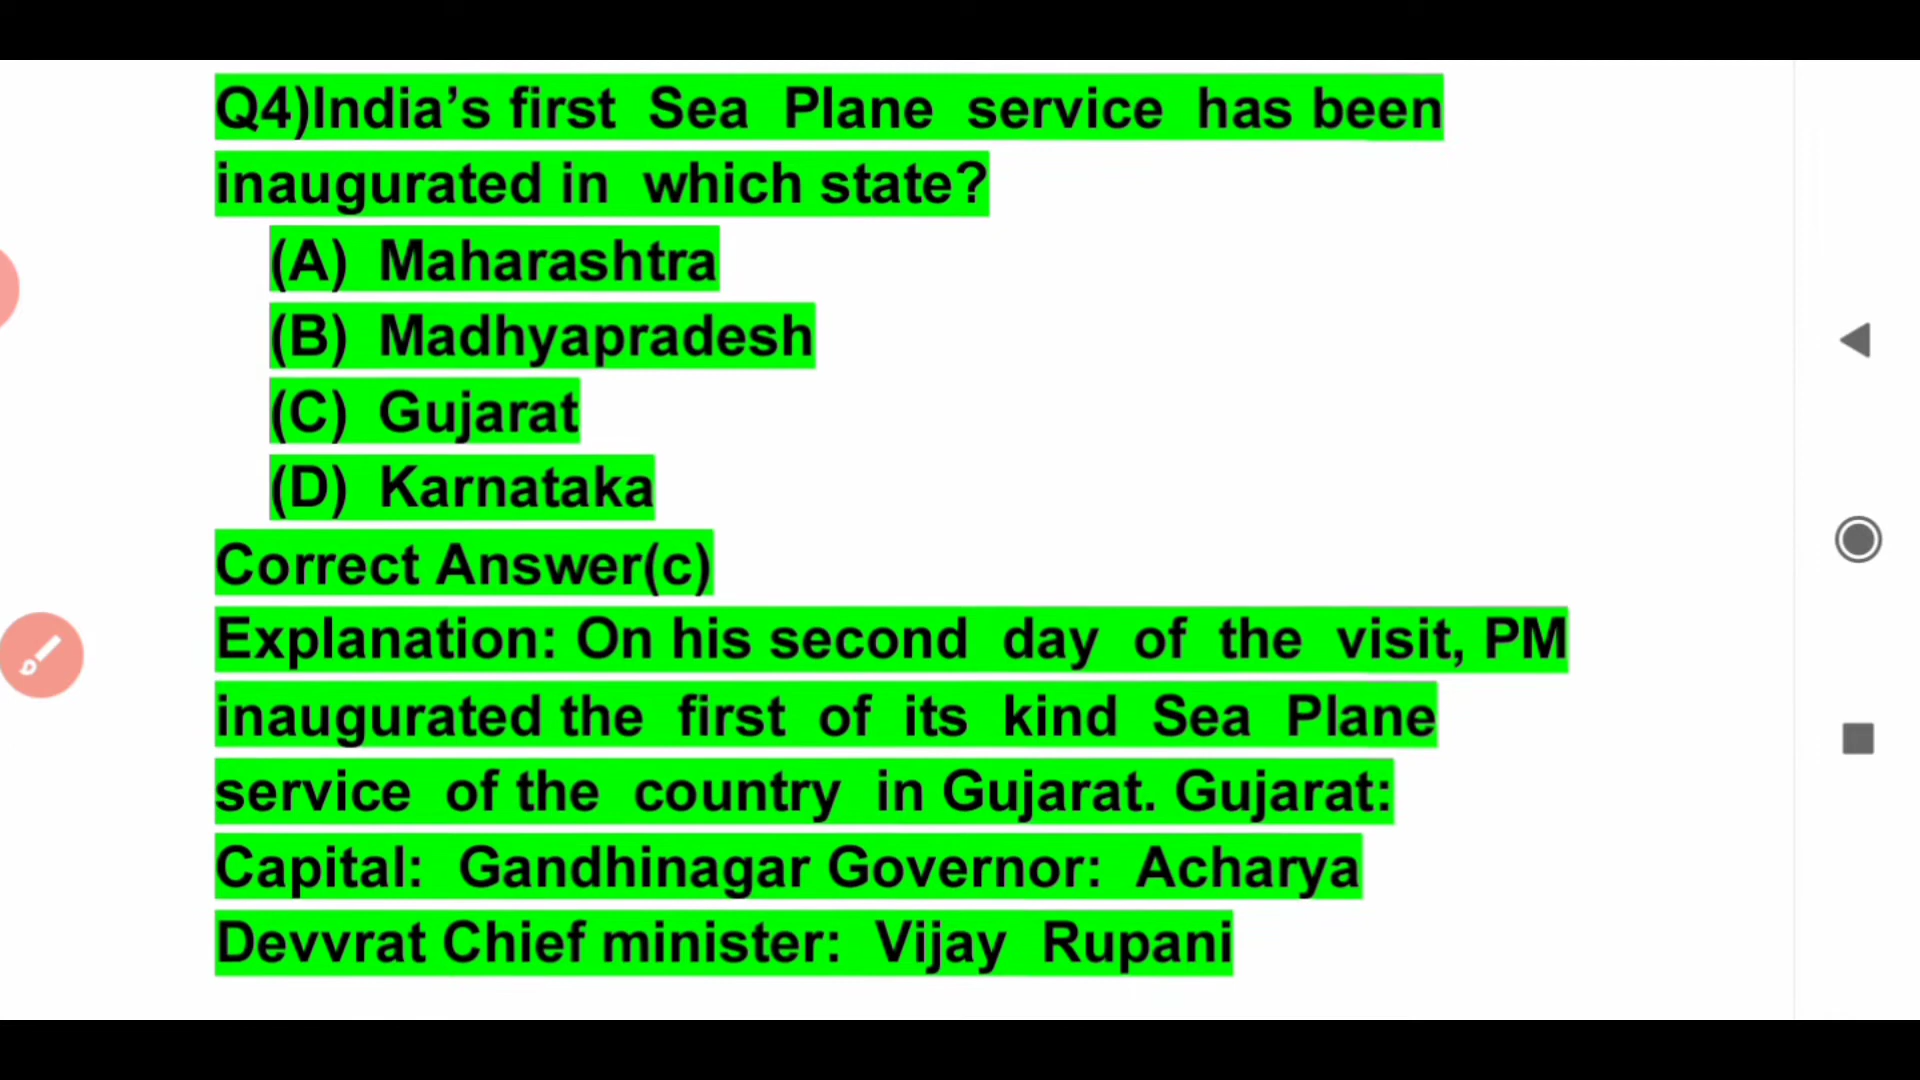 Q4)India’s first Sea Plane service has been
inaugurated in which state?
(A) Maharashtra
(B) Madhyapradesh
(C) Gujarat
(D) Karnataka
Correct Answer(c)
Explanation: On his second day of the visit, PM
inaugurated the first of its kind Sea Plane
service of the country in Gujarat. Gujarat:
Capital: Gandhinagar Governor: Acharya
Devvrat Chief minister: Vijay Rupani